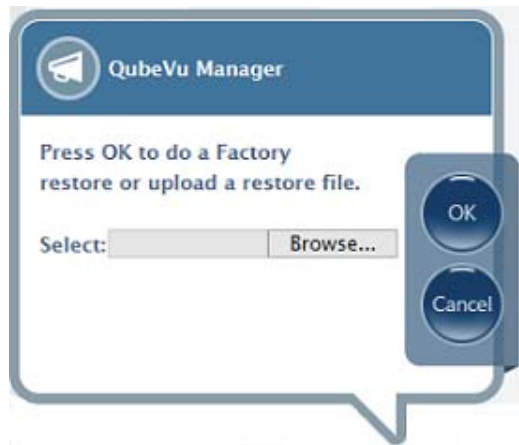 QubeVu Manager
Press OK to do a Factory
restore or upload a restore file.
Select:
Browse...
OK
Cancel